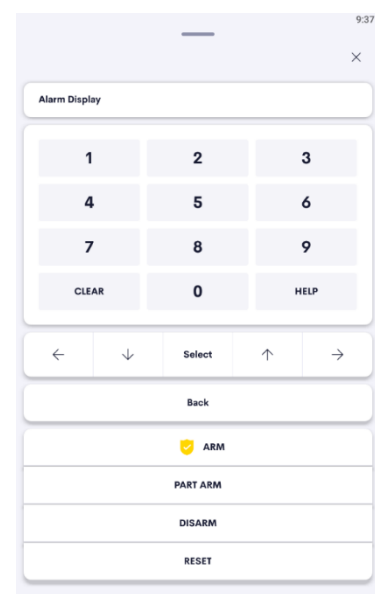 9:37
Alarm Display
1 2 3
4 5 6
7 8 9
CLEAR 0 HELP
Select
Back
ARM
PART ARM
DISARM
RESET